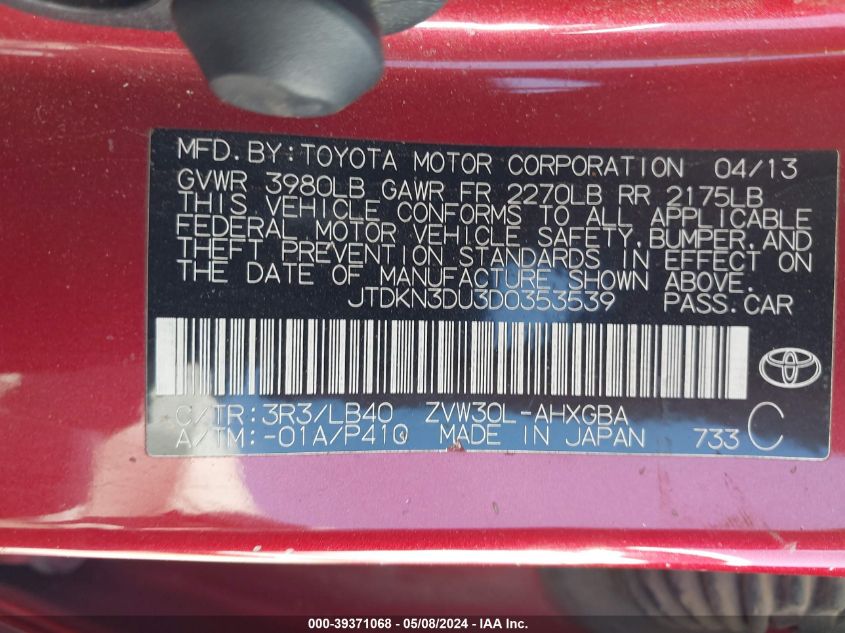 MFD.BY:TOYOTA MOTOR CORPORATION 04/13
GVWR 3980LB GAWR FR 2270LB RR 2175LB
THIS VEHICLE CONFORMS TO ALL APPLICABLE
FEDERAL MOTOR VEHICLE SAFETY,BUMPER,AND
THEFT PREVENTION STANDARDS IN EFFECT ON
THE DATE OF MANUFACTURE SHOWN ABOVE.
JTDKN3DU3D0353539 PASS.CAR
C/TR:3R3/LB40 ZVW30L-AHXGBA
A/TM:-01A/P410 MADE IN JAPAN 733 C
000-39371068 - 05/08/2024 - IAA Inc.